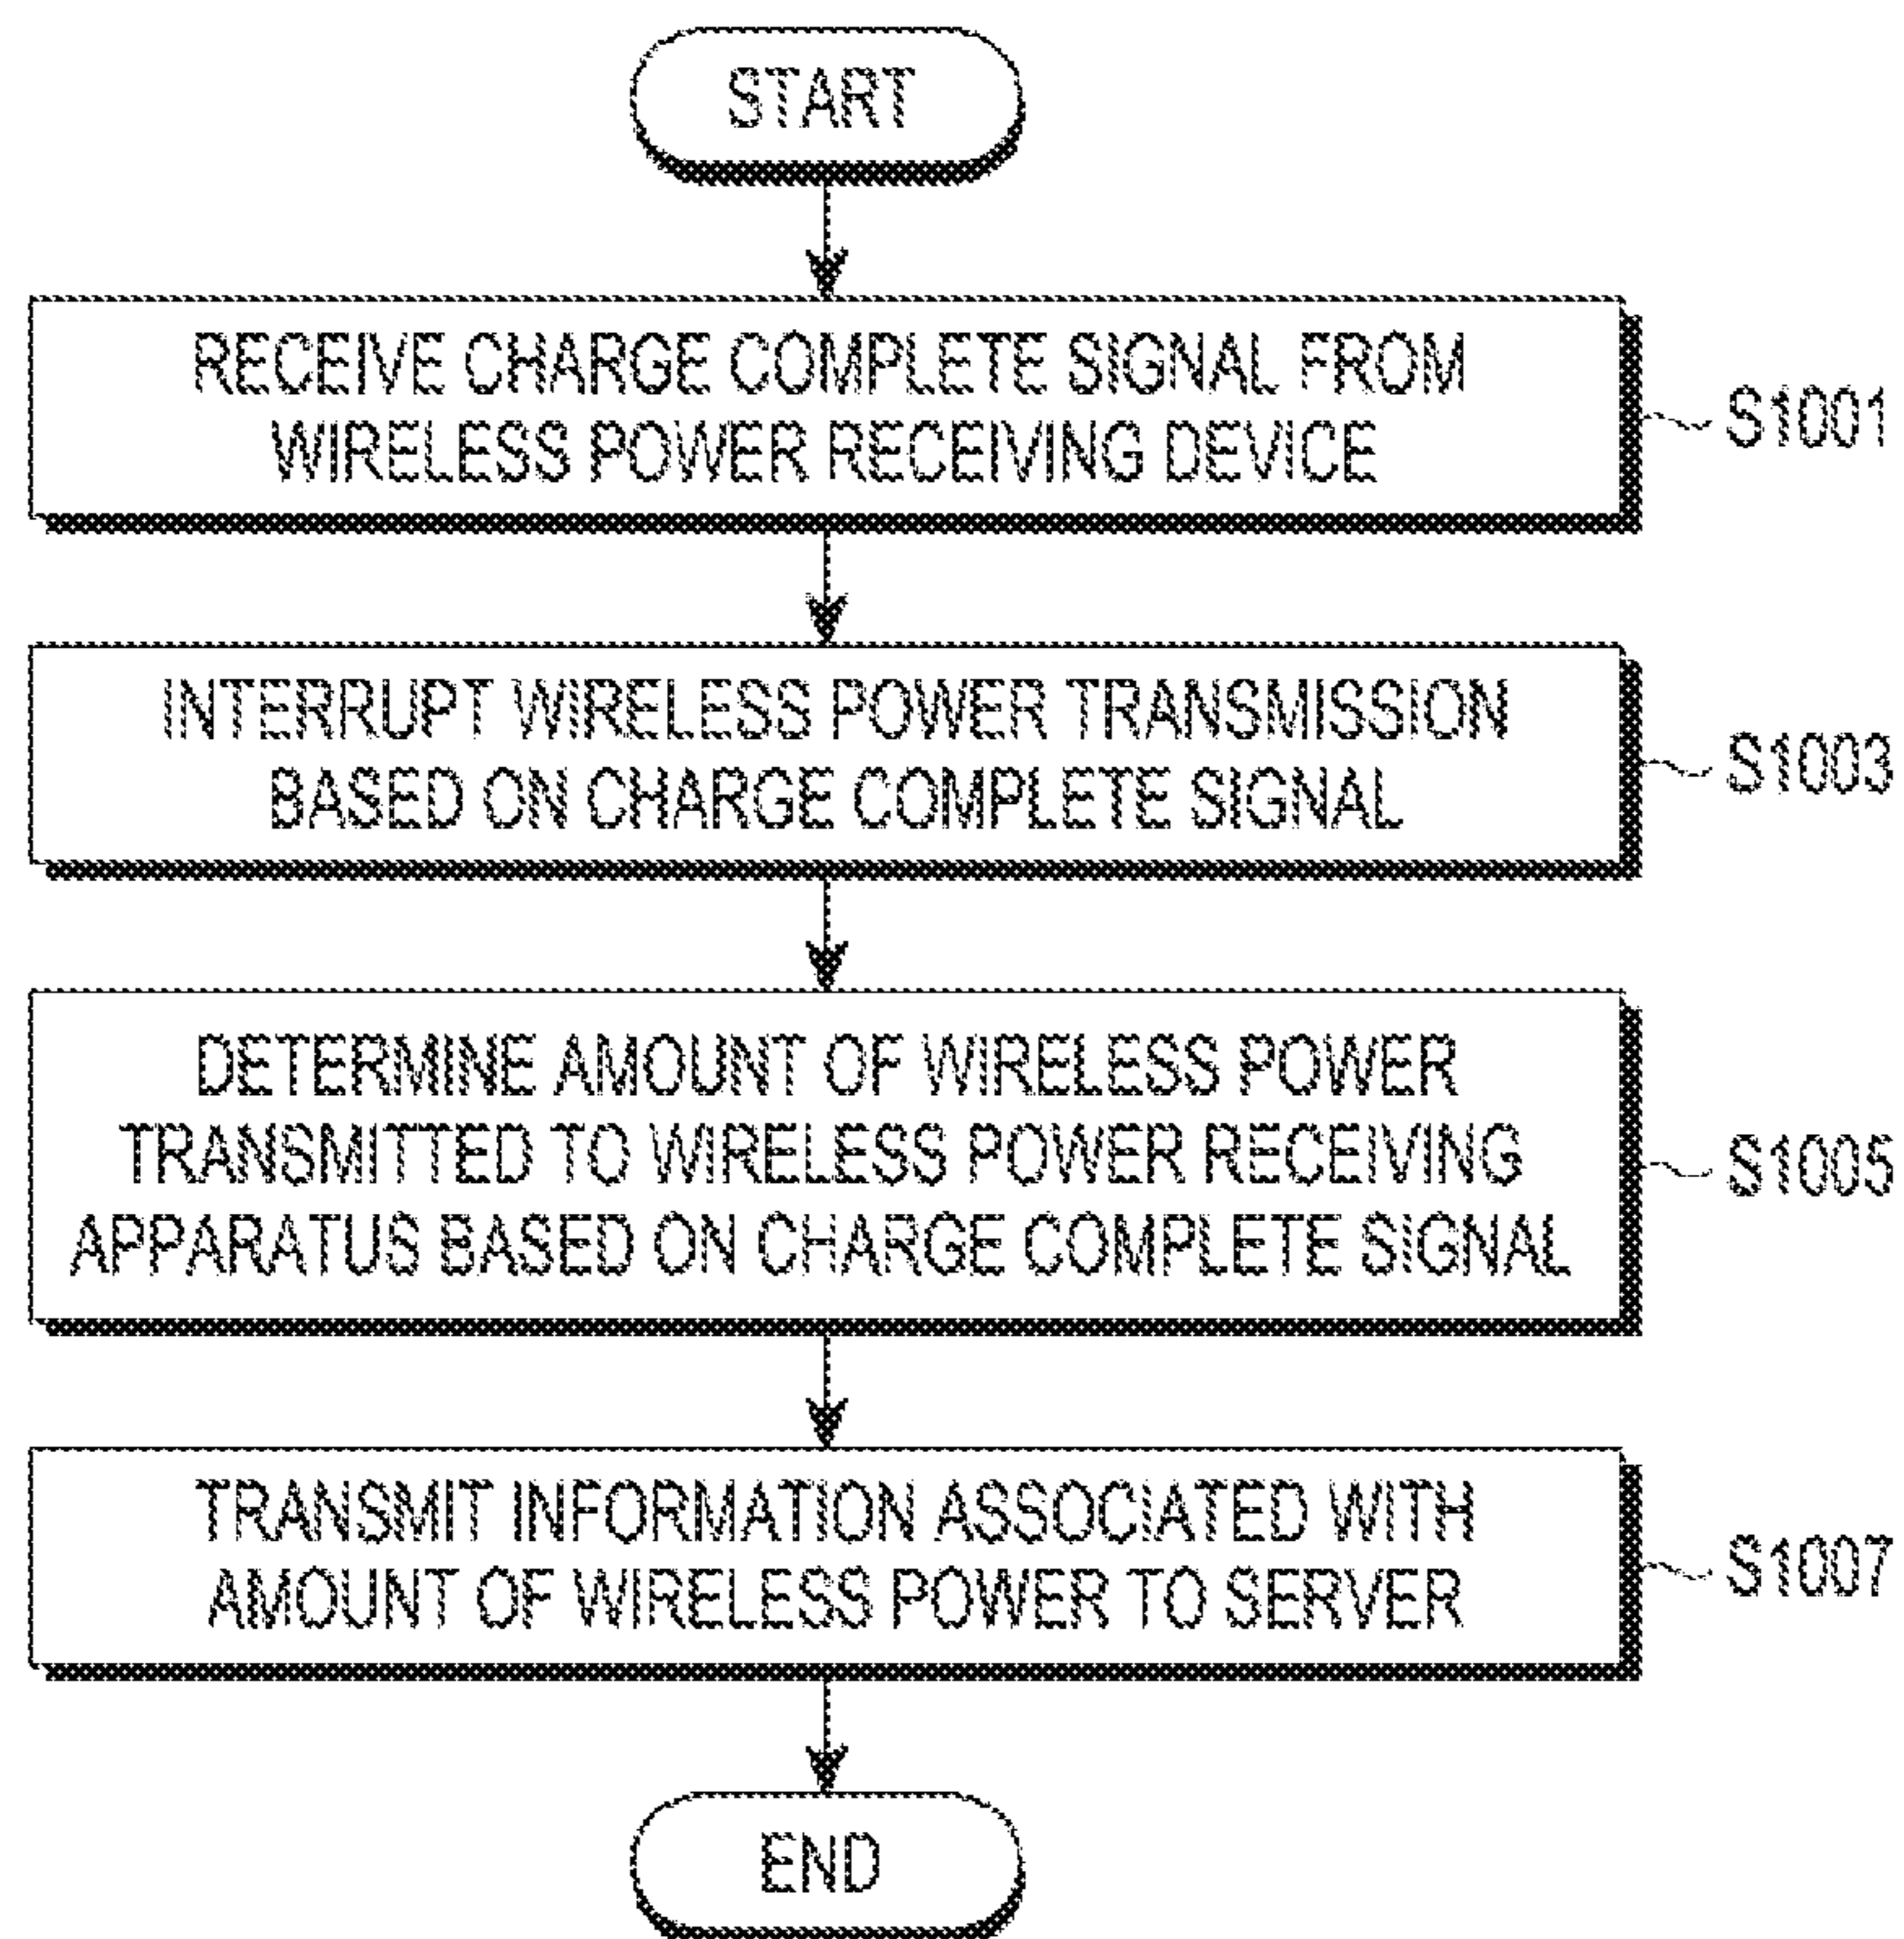 START
RECEIVE CHARGE COMPLETE SIGNAL FROM
WIRELESS POWER RECEIVING DEVICE
S1001
INTERRUPT WIRELESS POWER TRANSMISSION
BASED ON CHARGE COMPLETE SIGNAL
S1003
DETERMINE AMOUNT OF WIRELESS POWER
TRANSMITTED TO WIRELESS POWER RECEIVING
APPARATUS BASED ON CHARGE COMPLETE SIGNAL
S1005
TRANSMIT INFORMATION ASSOCIATED WITH
AMOUNT OF WIRELESS POWER TO SERVER
S1007
END